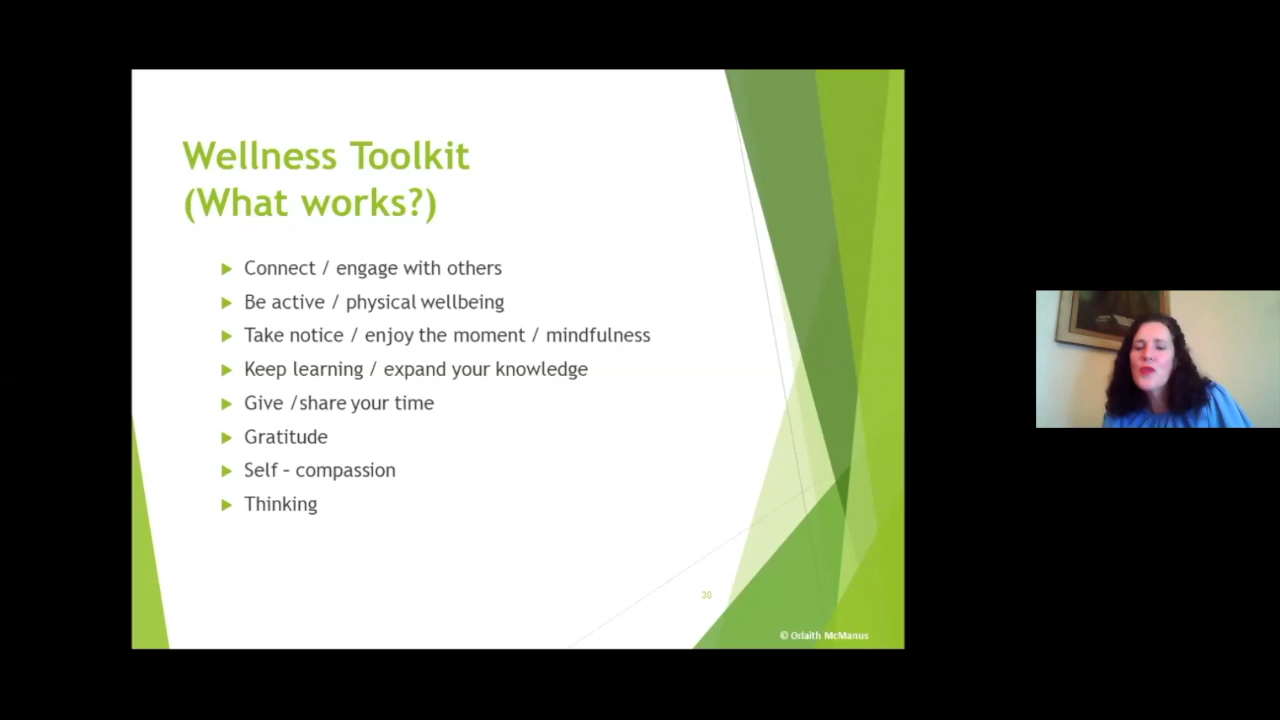 Wellness Toolkit
(What works?)
Connect / engage with others
Be active / physical wellbeing
Take notice / enjoy the moment / mindfulness
Keep learning / expand your knowledge
Give /share your time
Gratitude
Self – compassion
Thinking
30
© Orlaith McManus